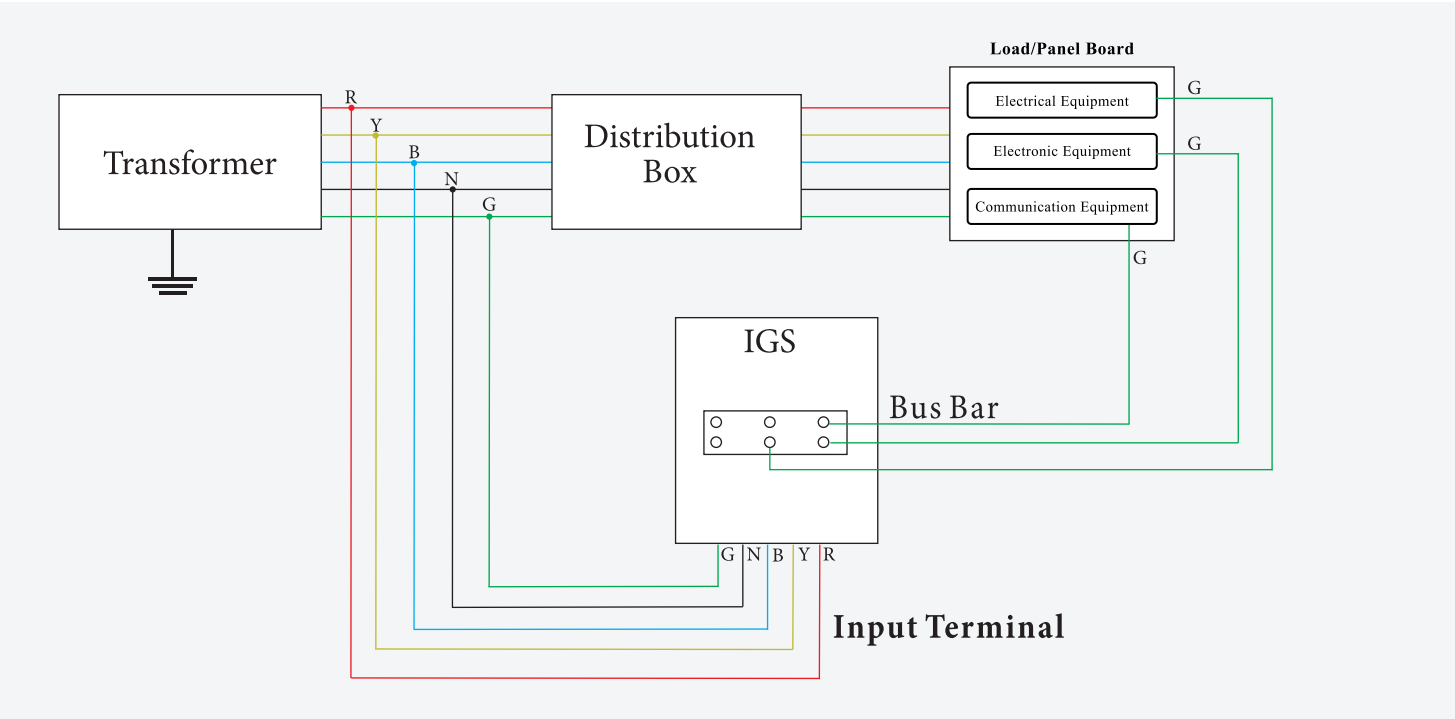 Load/Panel Board
R
Y
B
N
G
Transformer
Distribution
Box
Electrical Equipment
G
Electronic Equipment
G
Communication Equipment
G
IGS
Bus Bar
G N B Y R
Input Terminal